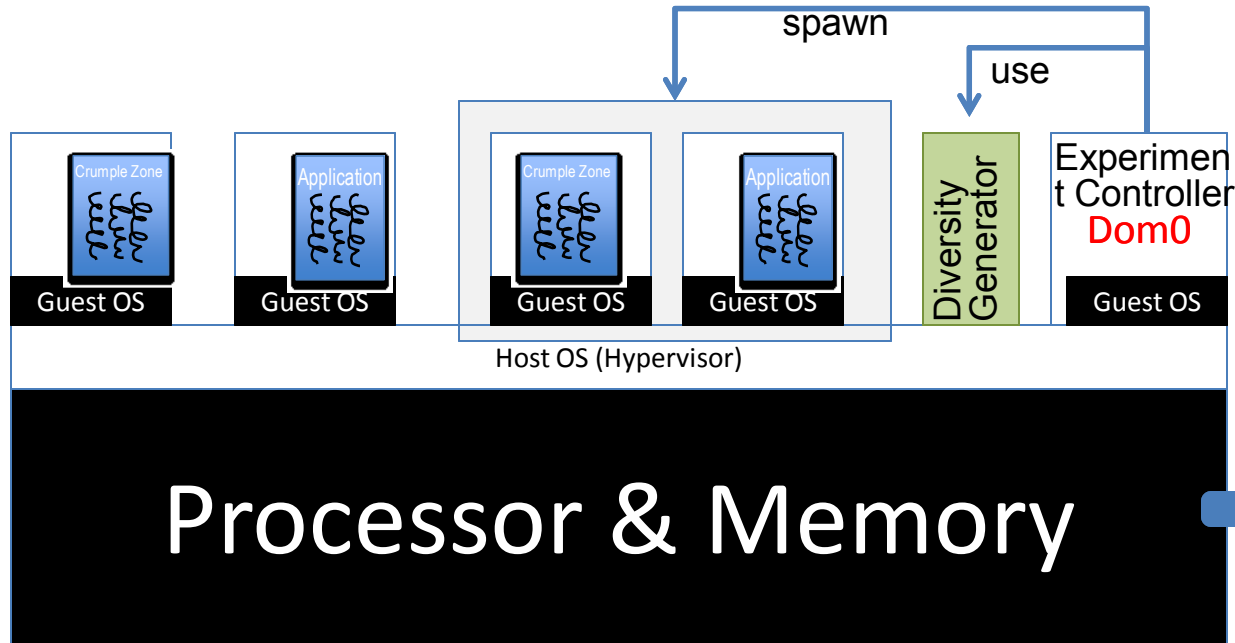 spawn
use
Crumple Zone
Application
Crumple Zone
Application
Diversity
Generator
Experimen
t Controller
Dom0
Guest OS
Guest OS
Guest OS
Guest OS
Guest OS
Host OS (Hypervisor)
Processor & Memory